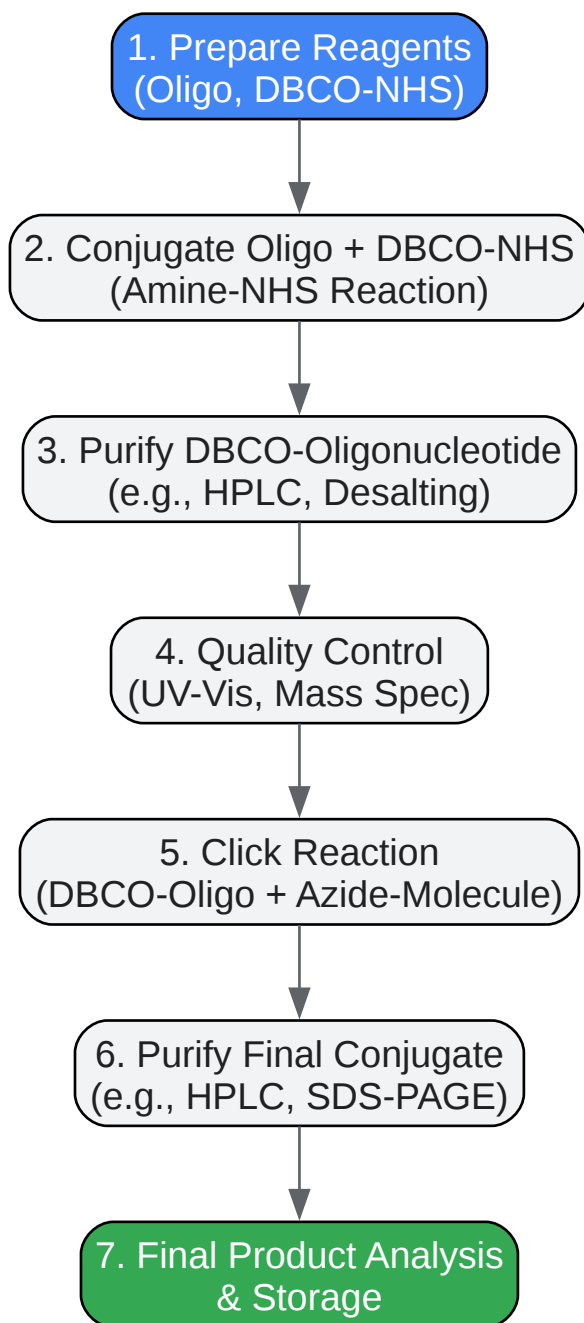 1. Prepare Reagents
(Oligo, DBCO-NHS)
2. Conjugate Oligo + DBCO-NHS
(Amine-NHS Reaction)
3. Purify DBCO-Oligonucleotide
(e.g., HPLC, Desalting)
4. Quality Control
(UV-Vis, Mass Spec)
5. Click Reaction
(DBCO-Oligo + Azide-Molecule)
6. Purify Final Conjugate
(e.g., HPLC, SDS-PAGE)
7. Final Product Analysis
& Storage